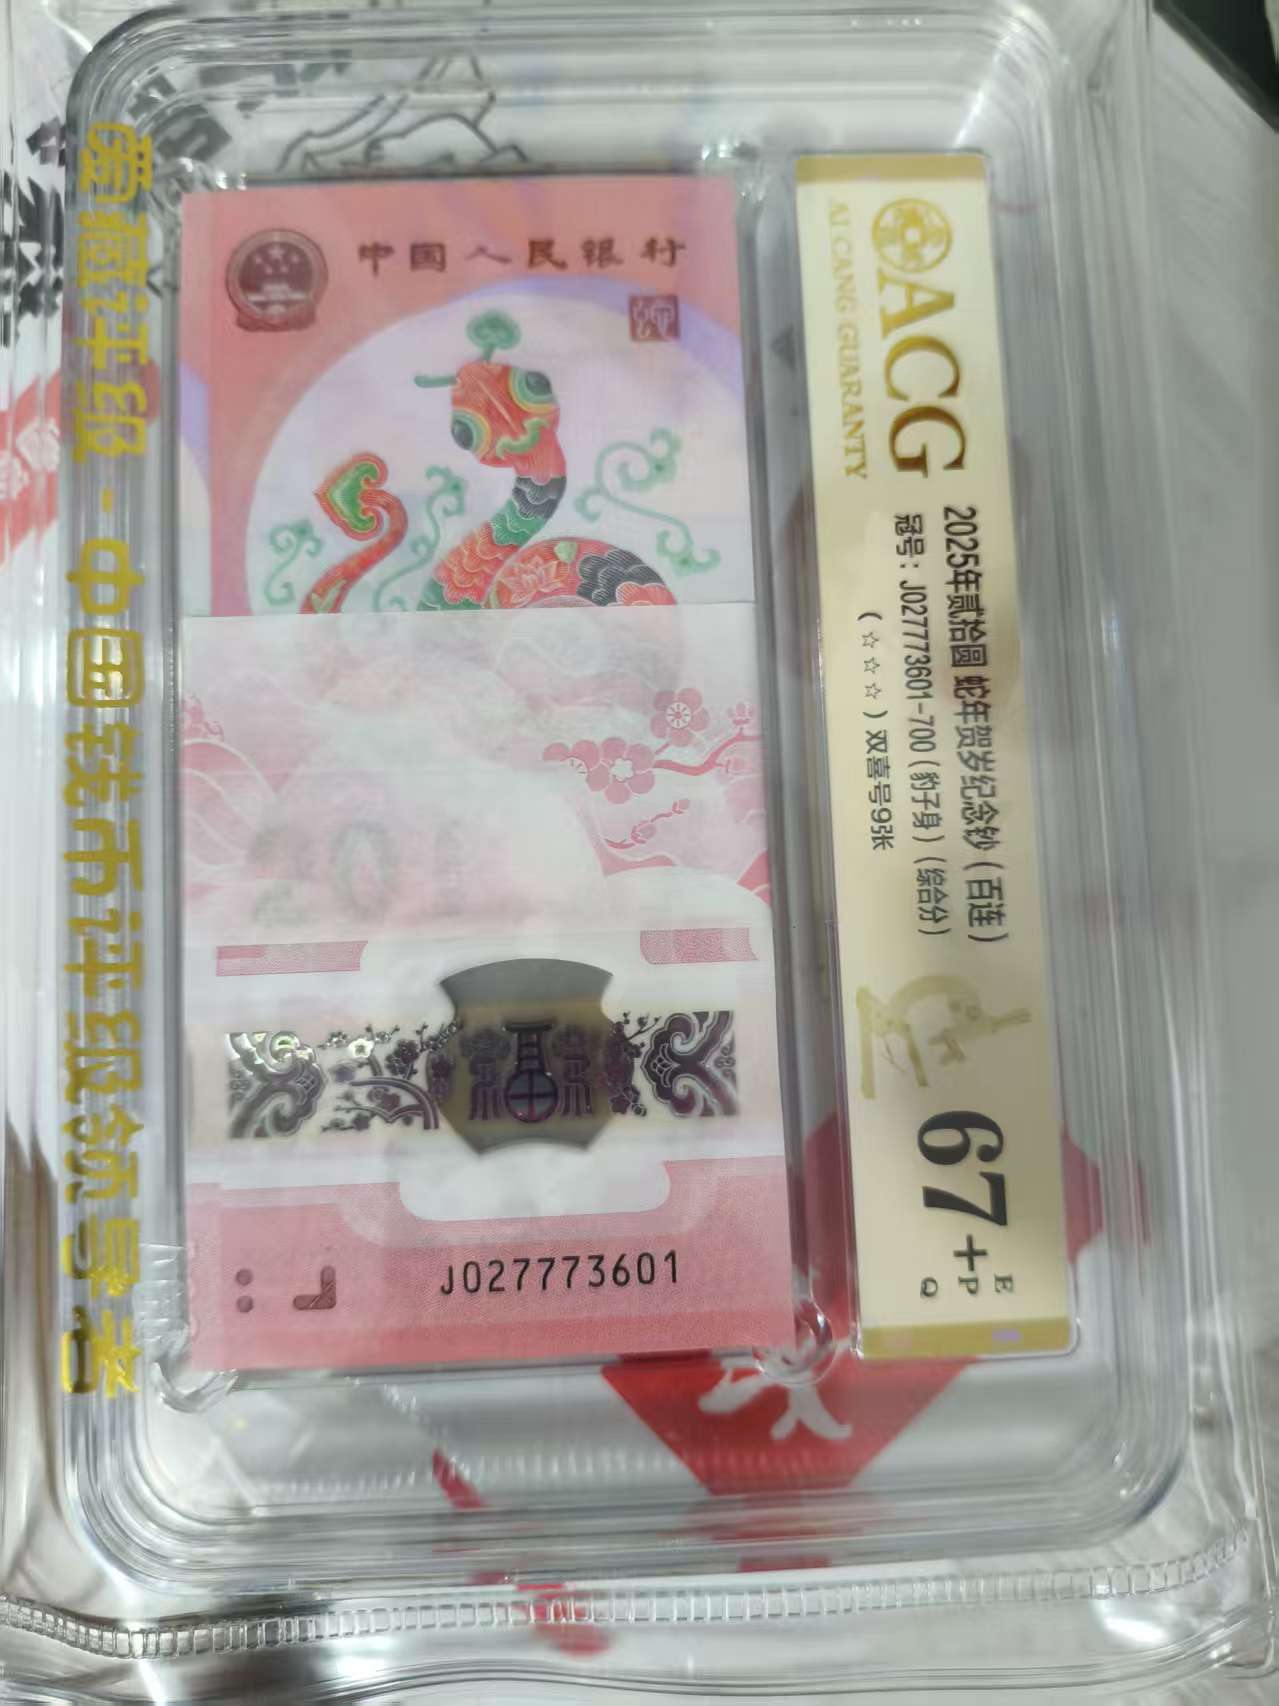 爱藏评级 - 中国钱币评级领导者
中国人民银行
J027773601
ACG
AI CANG GUARANTY
2025年贰拾圆 蛇年贺岁纪念钞（百连）
冠号：J027773601-700（豹子身）（综合分）
（☆☆☆）双喜号9张
67+
E
P
Q